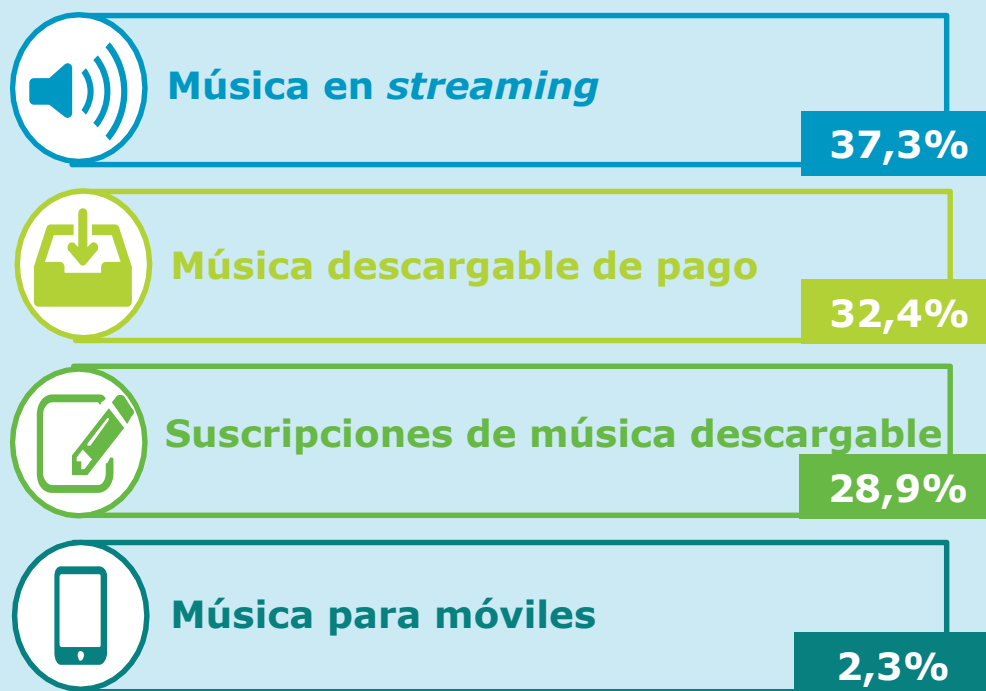 Música en streaming
37,3%
Música descargable de pago
32,4%
Suscripciones de música descargable
28,9%
Música para móviles
2,3%